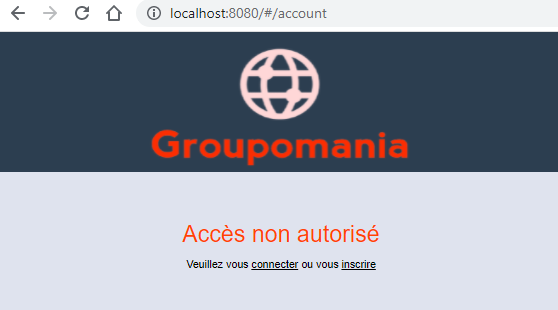 localhost:8080/#/account
Groupomania
Accès non autorisé
Veuillez vous connecter ou vous inscrire